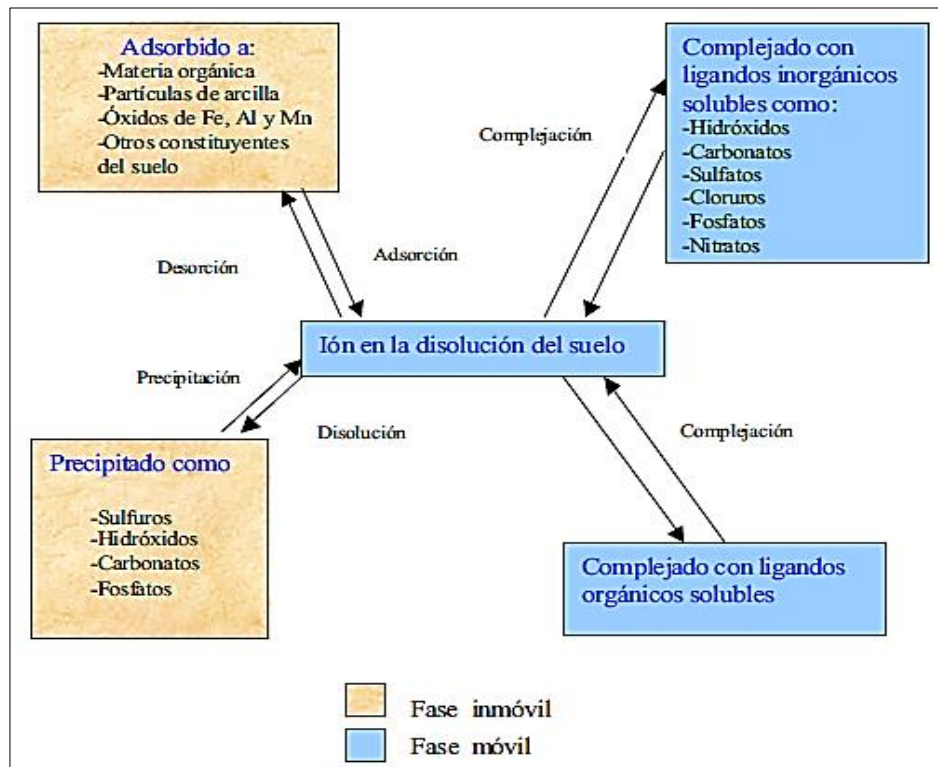 Adsorbido a:
-Materia orgánica
-Partículas de arcilla
-Óxidos de Fe, Al y Mn
-Otros constituyentes
del suelo
Complejado con
ligandos inorgánicos
solubles como:
-Hidróxidos
-Carbonatos
-Sulfatos
-Cloruros
-Fosfatos
-Nitratos
Complejación
Desorción
Adsorción
Ión en la disolución del suelo
Precipitación
Disolución
Complejación
Precipitado como
-Sulfuros
-Hidróxidos
-Carbonatos
-Fosfatos
Complejado con ligandos
orgánicos solubles
Fase inmóvil
Fase móvil